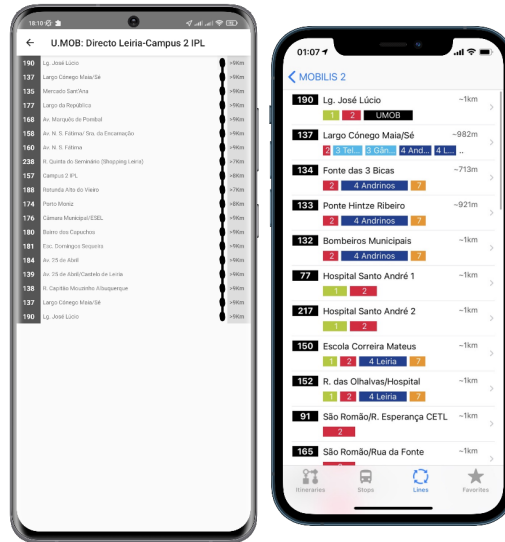 18:10
U.MOB: Directo Leiria-Campus 2 IPL
190 Lg. José Lúcio >9Km
137 Largo Cónego Maia/Sé >9Km
135 Mercado Sant'Ana >9Km
177 Largo da República >9Km
168 Av. Marquês de Pombal >9Km
158 Av. N. S. Fátima/ Sra. da Encarnação >9Km
160 Av. N. S. Fátima >9Km
238 R. Quinta do Seminário (Shopping Leiria) >7Km
157 Campus 2 IPL >8Km
188 Rotunda Alto do Vieiro >7Km
174 Porto Moniz >8Km
176 Câmara Municipal/ESEL >9Km
180 Bairro dos Capuchos >9Km
181 Esc. Domingos Sequeira >9Km
184 Av. 25 de Abril >9Km
139 Av. 25 de Abril/Castelo de Leiria >9Km
138 R. Capitão Mouzinho Albuquerque >9Km
137 Largo Cónego Maia/Sé >9Km
190 Lg. José Lúcio >9Km
01:07
MOBILIS 2
190 Lg. José Lúcio ~1km
1 2 UMOB
137 Largo Cónego Maia/Sé ~982m
2 3 Tel... 3 Gân... 4 And... 4 L... ..
134 Fonte das 3 Bicas ~713m
2 4 Andrinos 7
133 Ponte Hintze Ribeiro ~921m
2 4 Andrinos 7
132 Bombeiros Municipais ~1km
2 4 Andrinos 7
77 Hospital Santo André 1 ~1km
1 2
217 Hospital Santo André 2 ~1km
1 2
150 Escola Correira Mateus ~1km
1 2 4 Leiria 7
152 R. das Olhalvas/Hospital ~1km
1 2 4 Leiria 7
91 São Romão/R. Esperança CETL ~1km
2
165 São Romão/Rua da Fonte ~1km
Itineraries Stops Lines Favorites